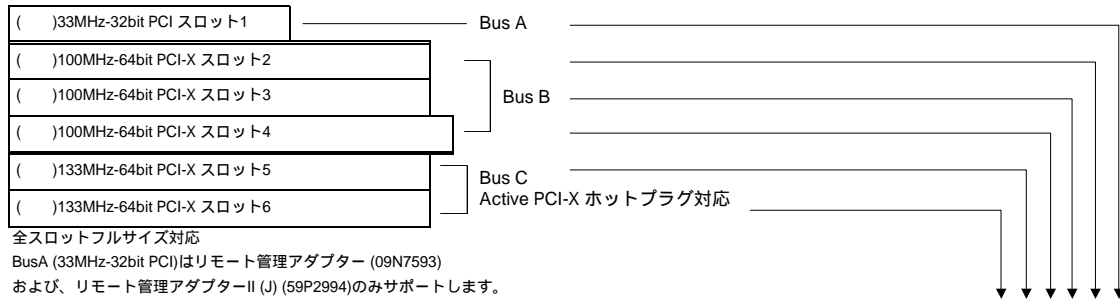 ( )33MHz-32bit PCI スロット1
Bus A
( )100MHz-64bit PCI-X スロット2
( )100MHz-64bit PCI-X スロット3
Bus B
( )100MHz-64bit PCI-X スロット4
( )133MHz-64bit PCI-X スロット5
Bus C
Active PCI-X ホットプラグ対応
( )133MHz-64bit PCI-X スロット6
全スロットフルサイズ対応
BusA (33MHz-32bit PCI)はリモート管理アダプター (09N7593)
および、リモート管理アダプターII (J) (59P2994)のみサポートします。